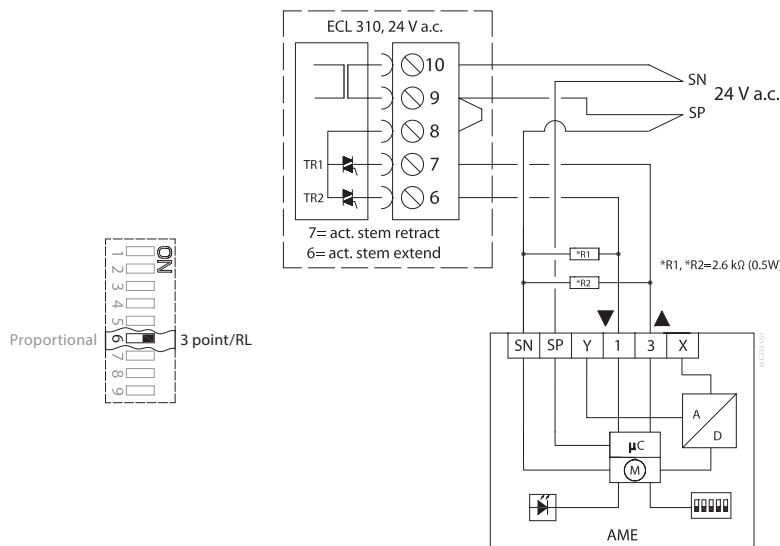 ECL 310, 24 V a.c.
10
9
8
7
6
TR1
TR2
7= act. stem retract
6= act. stem extend
SN
24 V a.c.
SP
*R1
*R2
*R1, *R2=2.6 kΩ (0.5W)
ON
1
2
3
4
5
6
7
8
9
Proportional
3 point/RL
SN SP Y 1 3 X
A
D
µC
M
AME